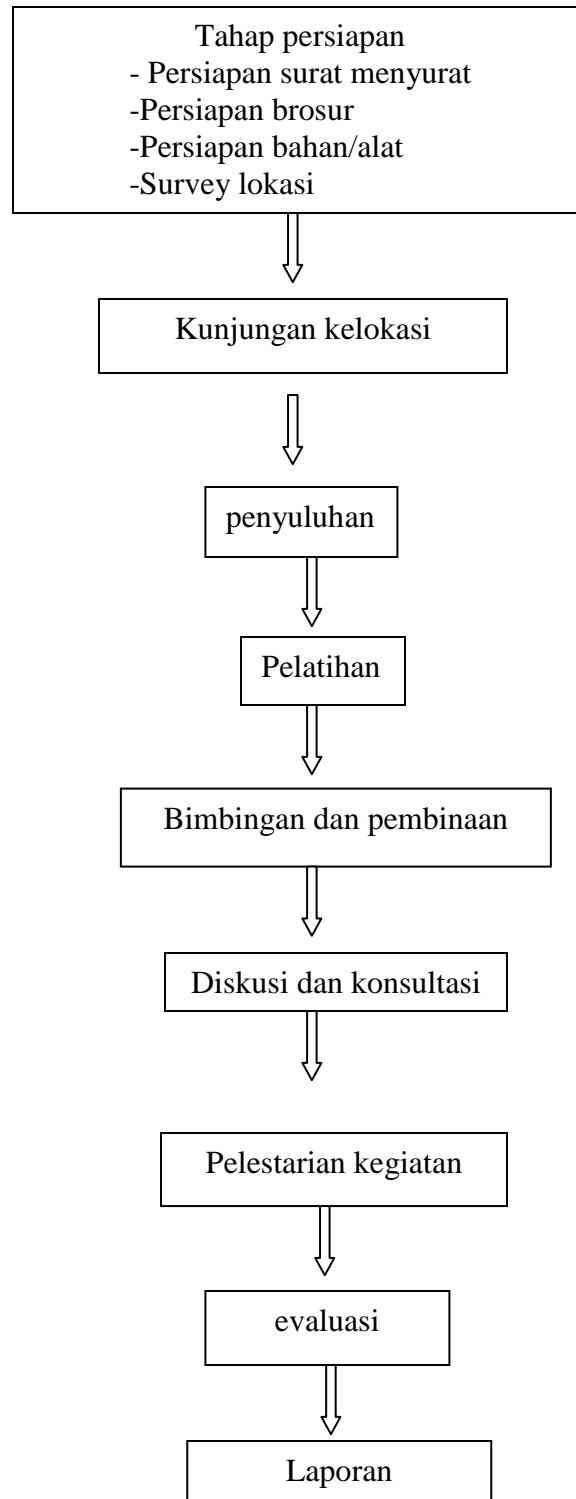 Tahap persiapan
- Persiapan surat menyurat
-Persiapan brosur
-Persiapan bahan/alat
-Survey lokasi
Kunjungan kelokasi
penyuluhan
Pelatihan
Bimbingan dan pembinaan
Diskusi dan konsultasi
Pelestarian kegiatan
evaluasi
Laporan